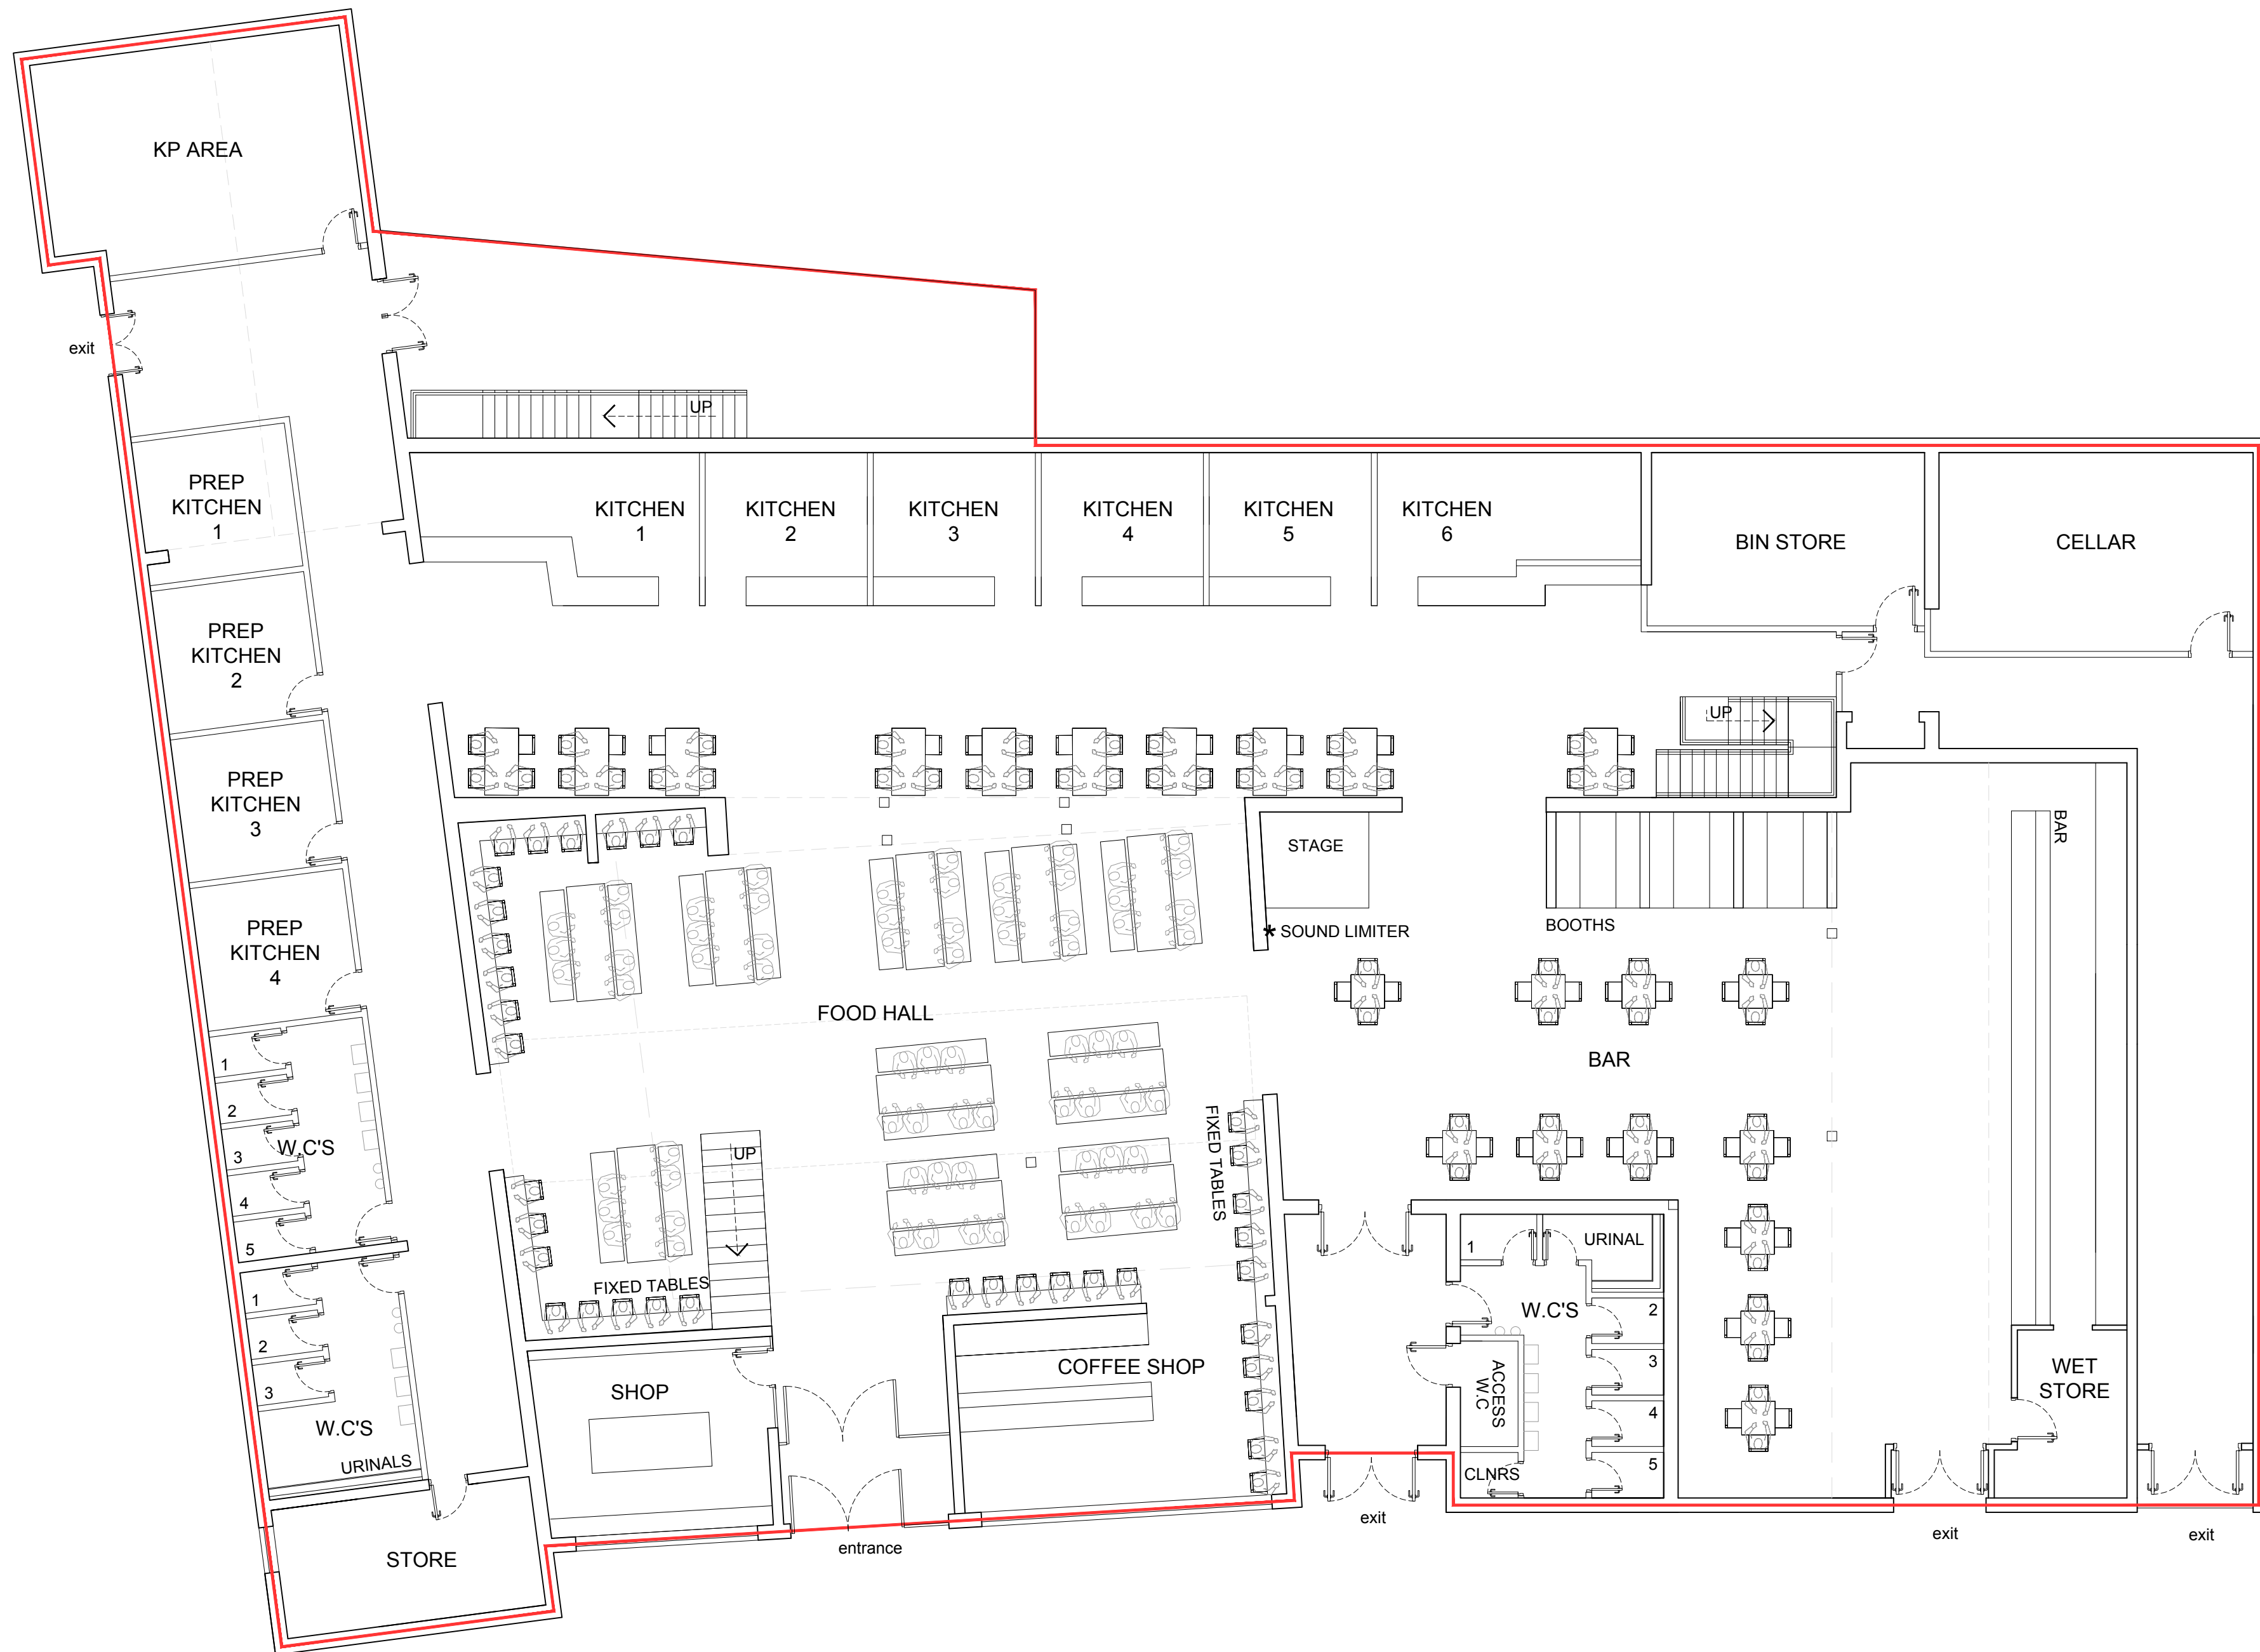 KP AREA
exit
UP
PREP
KITCHEN
1
KITCHEN
1
KITCHEN
2
KITCHEN
3
KITCHEN
4
KITCHEN
5
KITCHEN
6
BIN STORE
CELLAR
PREP
KITCHEN
2
UP
PREP
KITCHEN
3
BAR
STAGE
PREP
KITCHEN
4
* SOUND LIMITER
BOOTHS
FOOD HALL
BAR
1
2
W.C'S
3
4
5
UP
FIXED TABLES
FIXED TABLES
1
URINAL
W.C'S
2
3
4
5
ACCESS
W.C
CLNRS
1
2
3
W.C'S
URINALS
SHOP
COFFEE SHOP
WET
STORE
STORE
entrance
exit
exit
exit